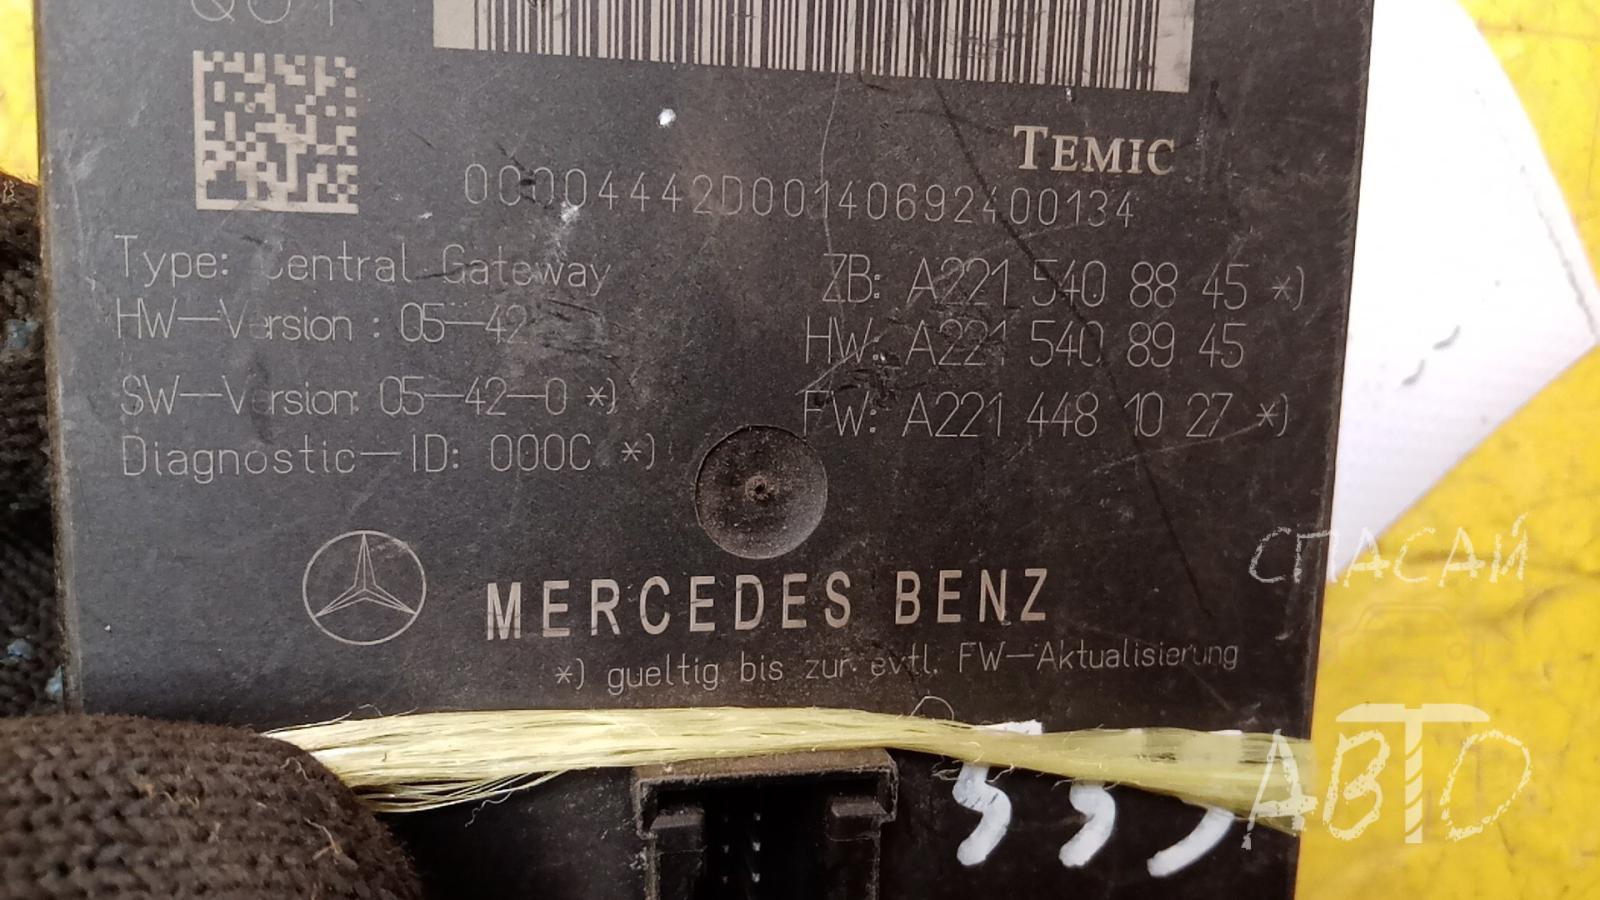 TEMIC
00004442D00140692400134
Type: Central Gateway
HW-Version : 05-42
SW-Version: 05-42-0 *)
Diagnostic-ID: 000C *)
ZB: A221 540 88 45 *)
HW: A221 540 89 45
FW: A221 448 10 27 *)
MERCEDES BENZ
*) gueltig bis zur evtl. FW-Aktualisierung
СПАСАЙ
АВТО